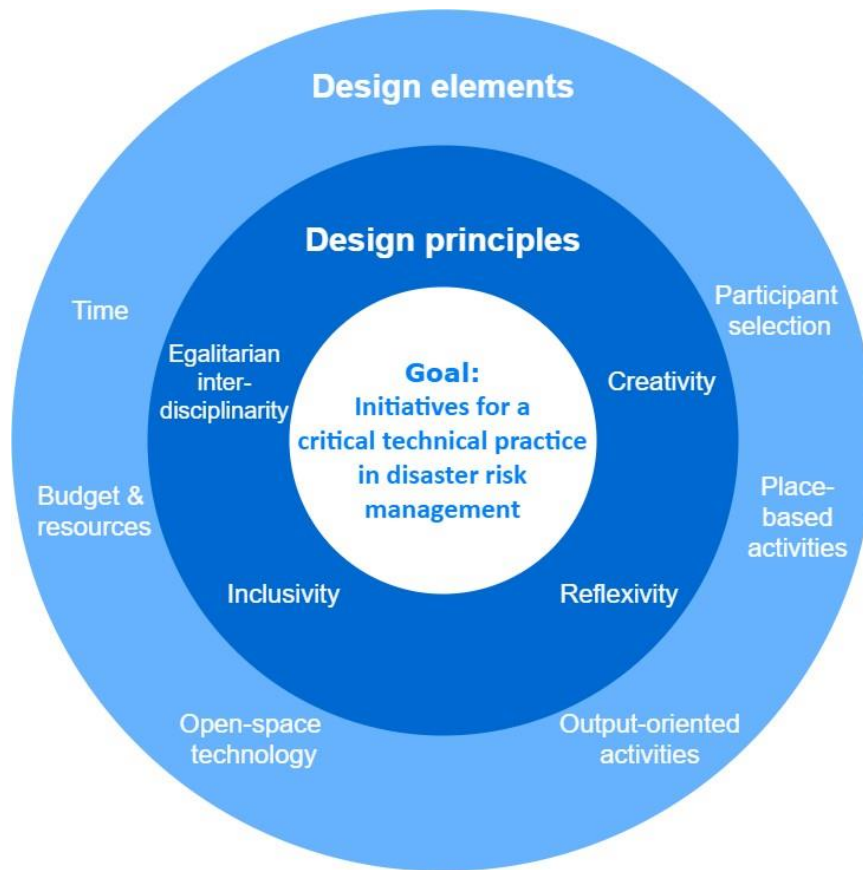 Design elements
Design principles
Time
Egalitarian
inter-
disciplinarity
Goal:
Initiatives for a
critical technical practice
in disaster risk
management
Creativity
Participant
selection
Budget &
resources
Place-
based
activities
Inclusivity
Reflexivity
Open-space
technology
Output-oriented
activities